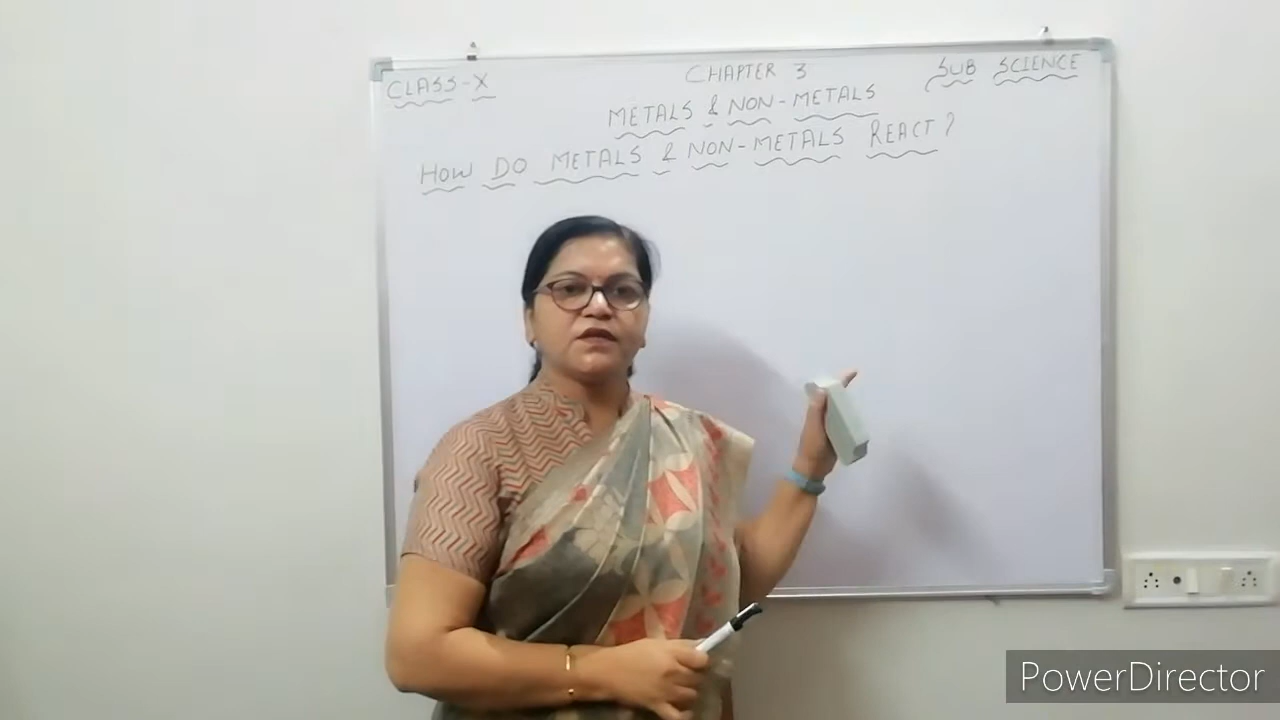 CLASS-X CHAPTER 3 SUB SCIENCE
METALS & NON-METALS
HOW DO METALS & NON-METALS REACT?
PowerDirector